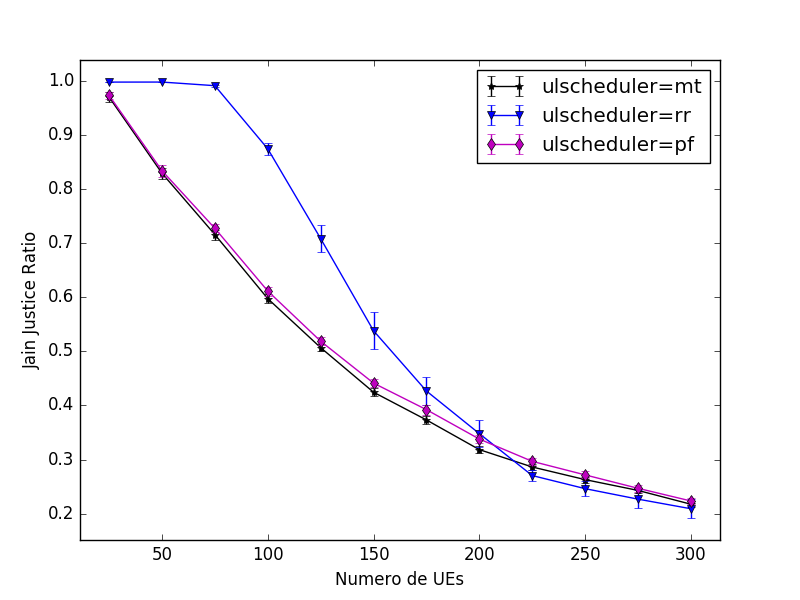 ulscheduler=mt
ulscheduler=rr
ulscheduler=pf
Jain Justice Ratio
1.0
0.9
0.8
0.7
0.6
0.5
0.4
0.3
0.2
50 100 150 200 250 300
Numero de UEs